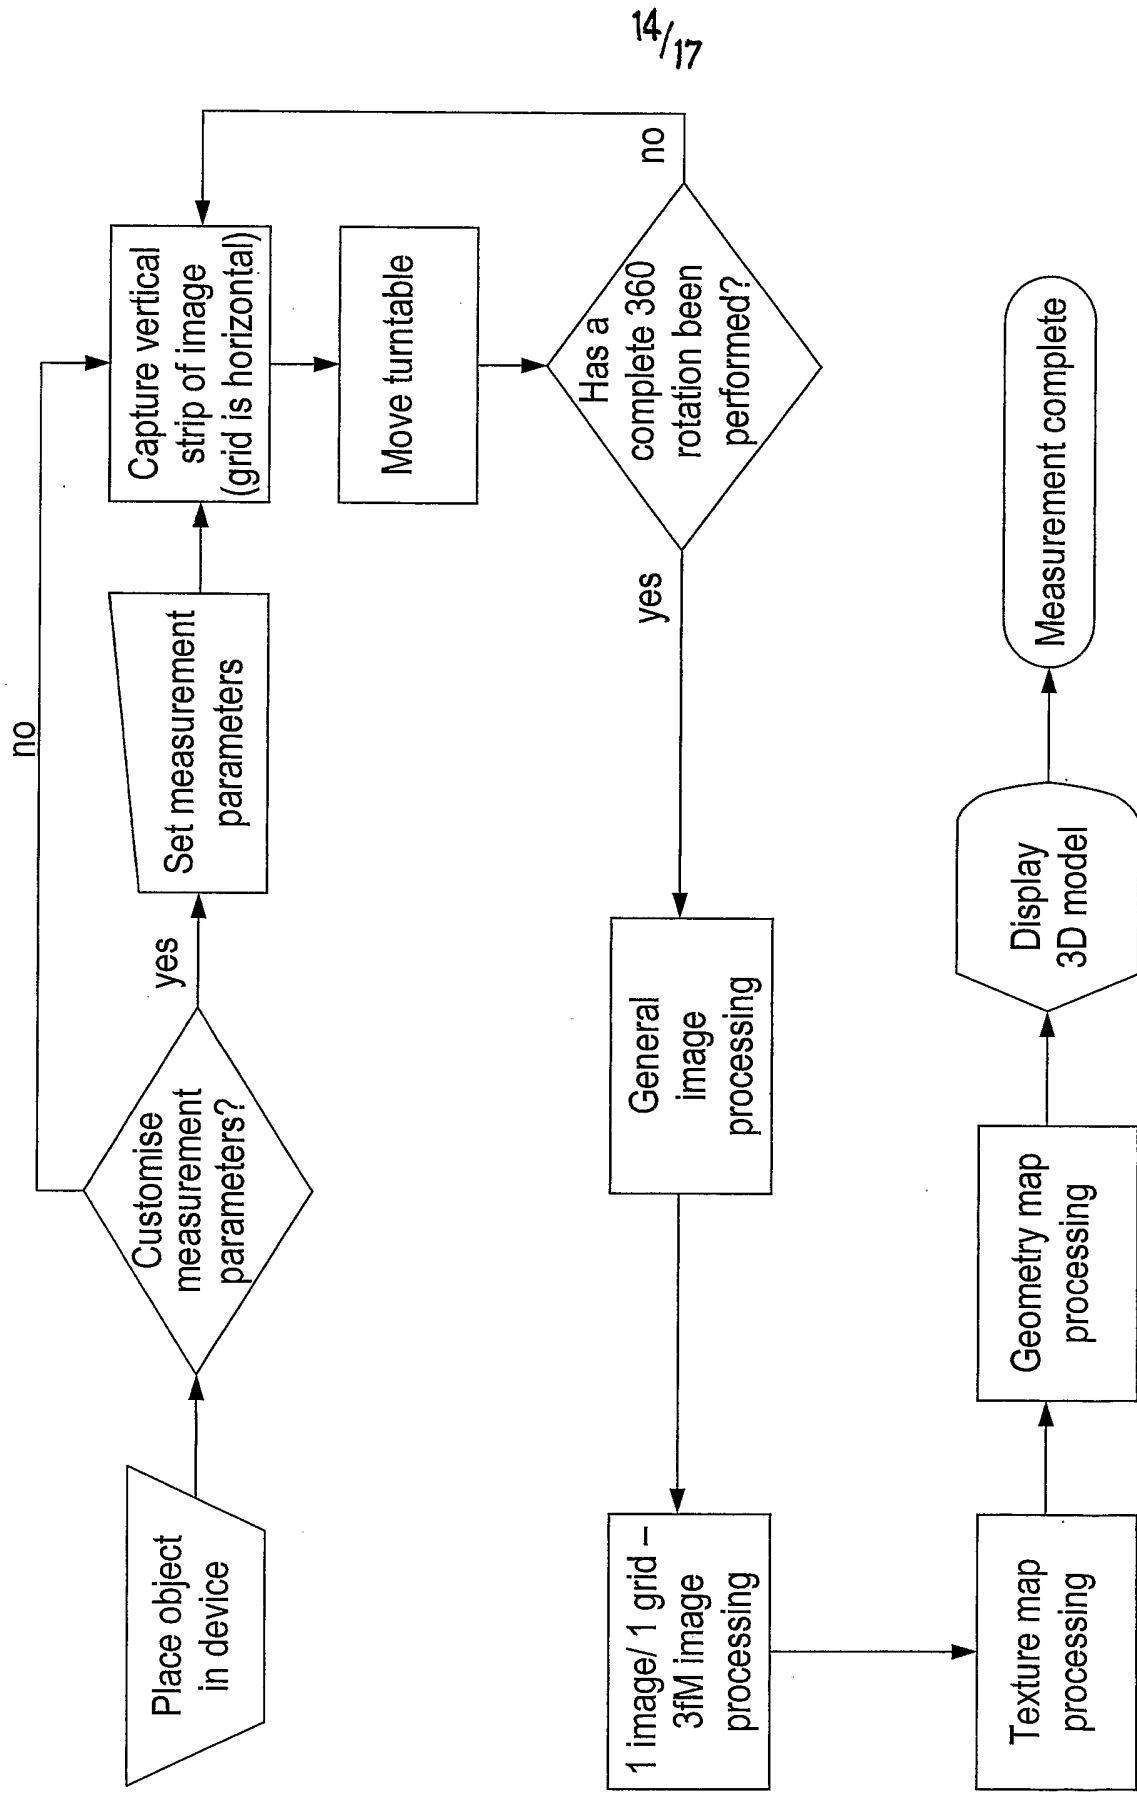 14/17
Place object
in device
Customise
measurement
parameters?
no
yes
Set measurement
parameters
Capture vertical
strip of image
(grid is horizontal)
Move turntable
Has a
complete 360
rotation been
performed?
no
yes
General
image
processing
1 image/ 1 grid –
3fM image
processing
Texture map
processing
Geometry map
processing
Display
3D model
Measurement complete